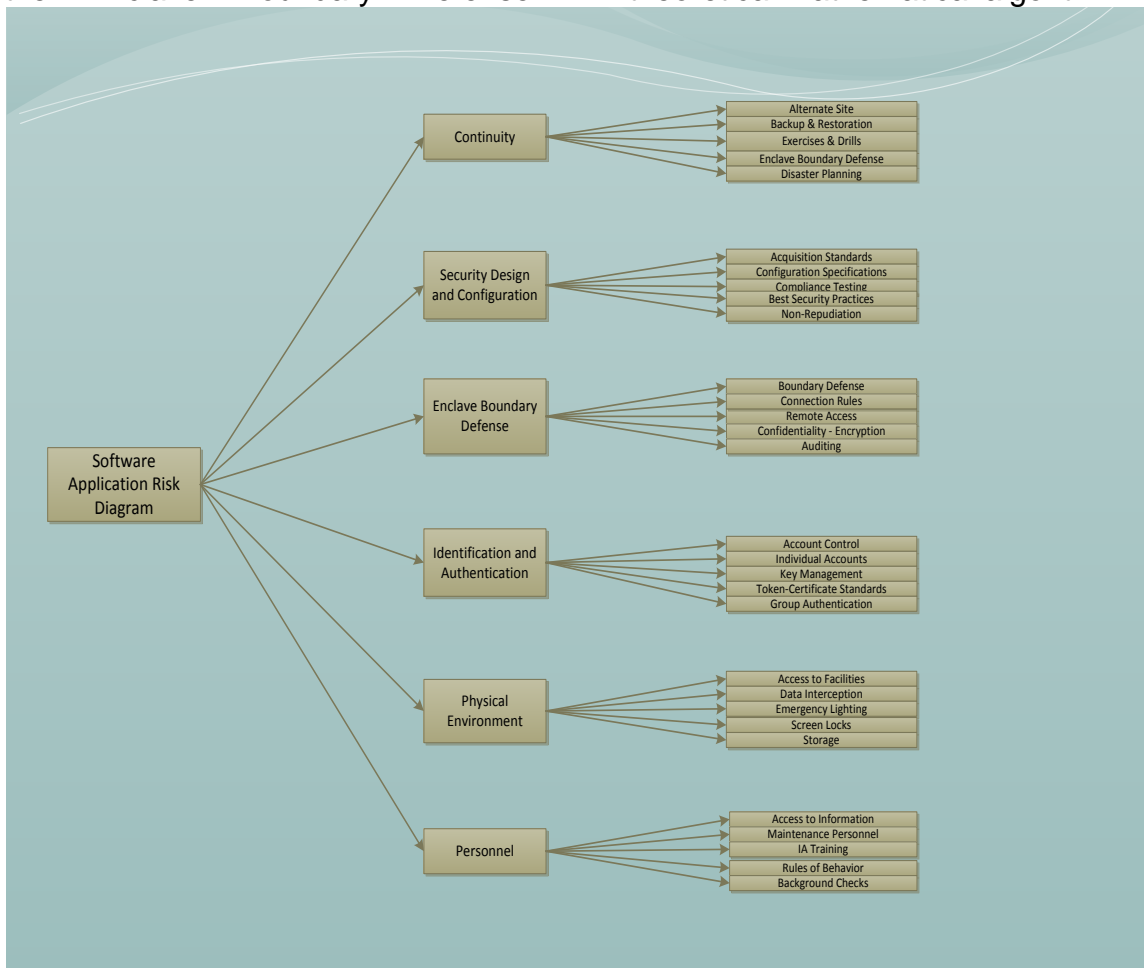 Continuity
Alternate Site
Backup & Restoration
Exercises & Drills
Enclave Boundary Defense
Disaster Planning
Security Design
and Configuration
Acquisition Standards
Configuration Specifications
Compliance Testing
Best Security Practices
Non-Repudiation
Enclave Boundary
Defense
Boundary Defense
Connection Rules
Remote Access
Confidentiality - Encryption
Auditing
Software
Application Risk
Diagram
Identification and
Authentication
Account Control
Individual Accounts
Key Management
Token-Certificate Standards
Group Authentication
Physical
Environment
Access to Facilities
Data Interception
Emergency Lighting
Screen Locks
Storage
Personnel
Access to Information
Maintenance Personnel
IA Training
Rules of Behavior
Background Checks